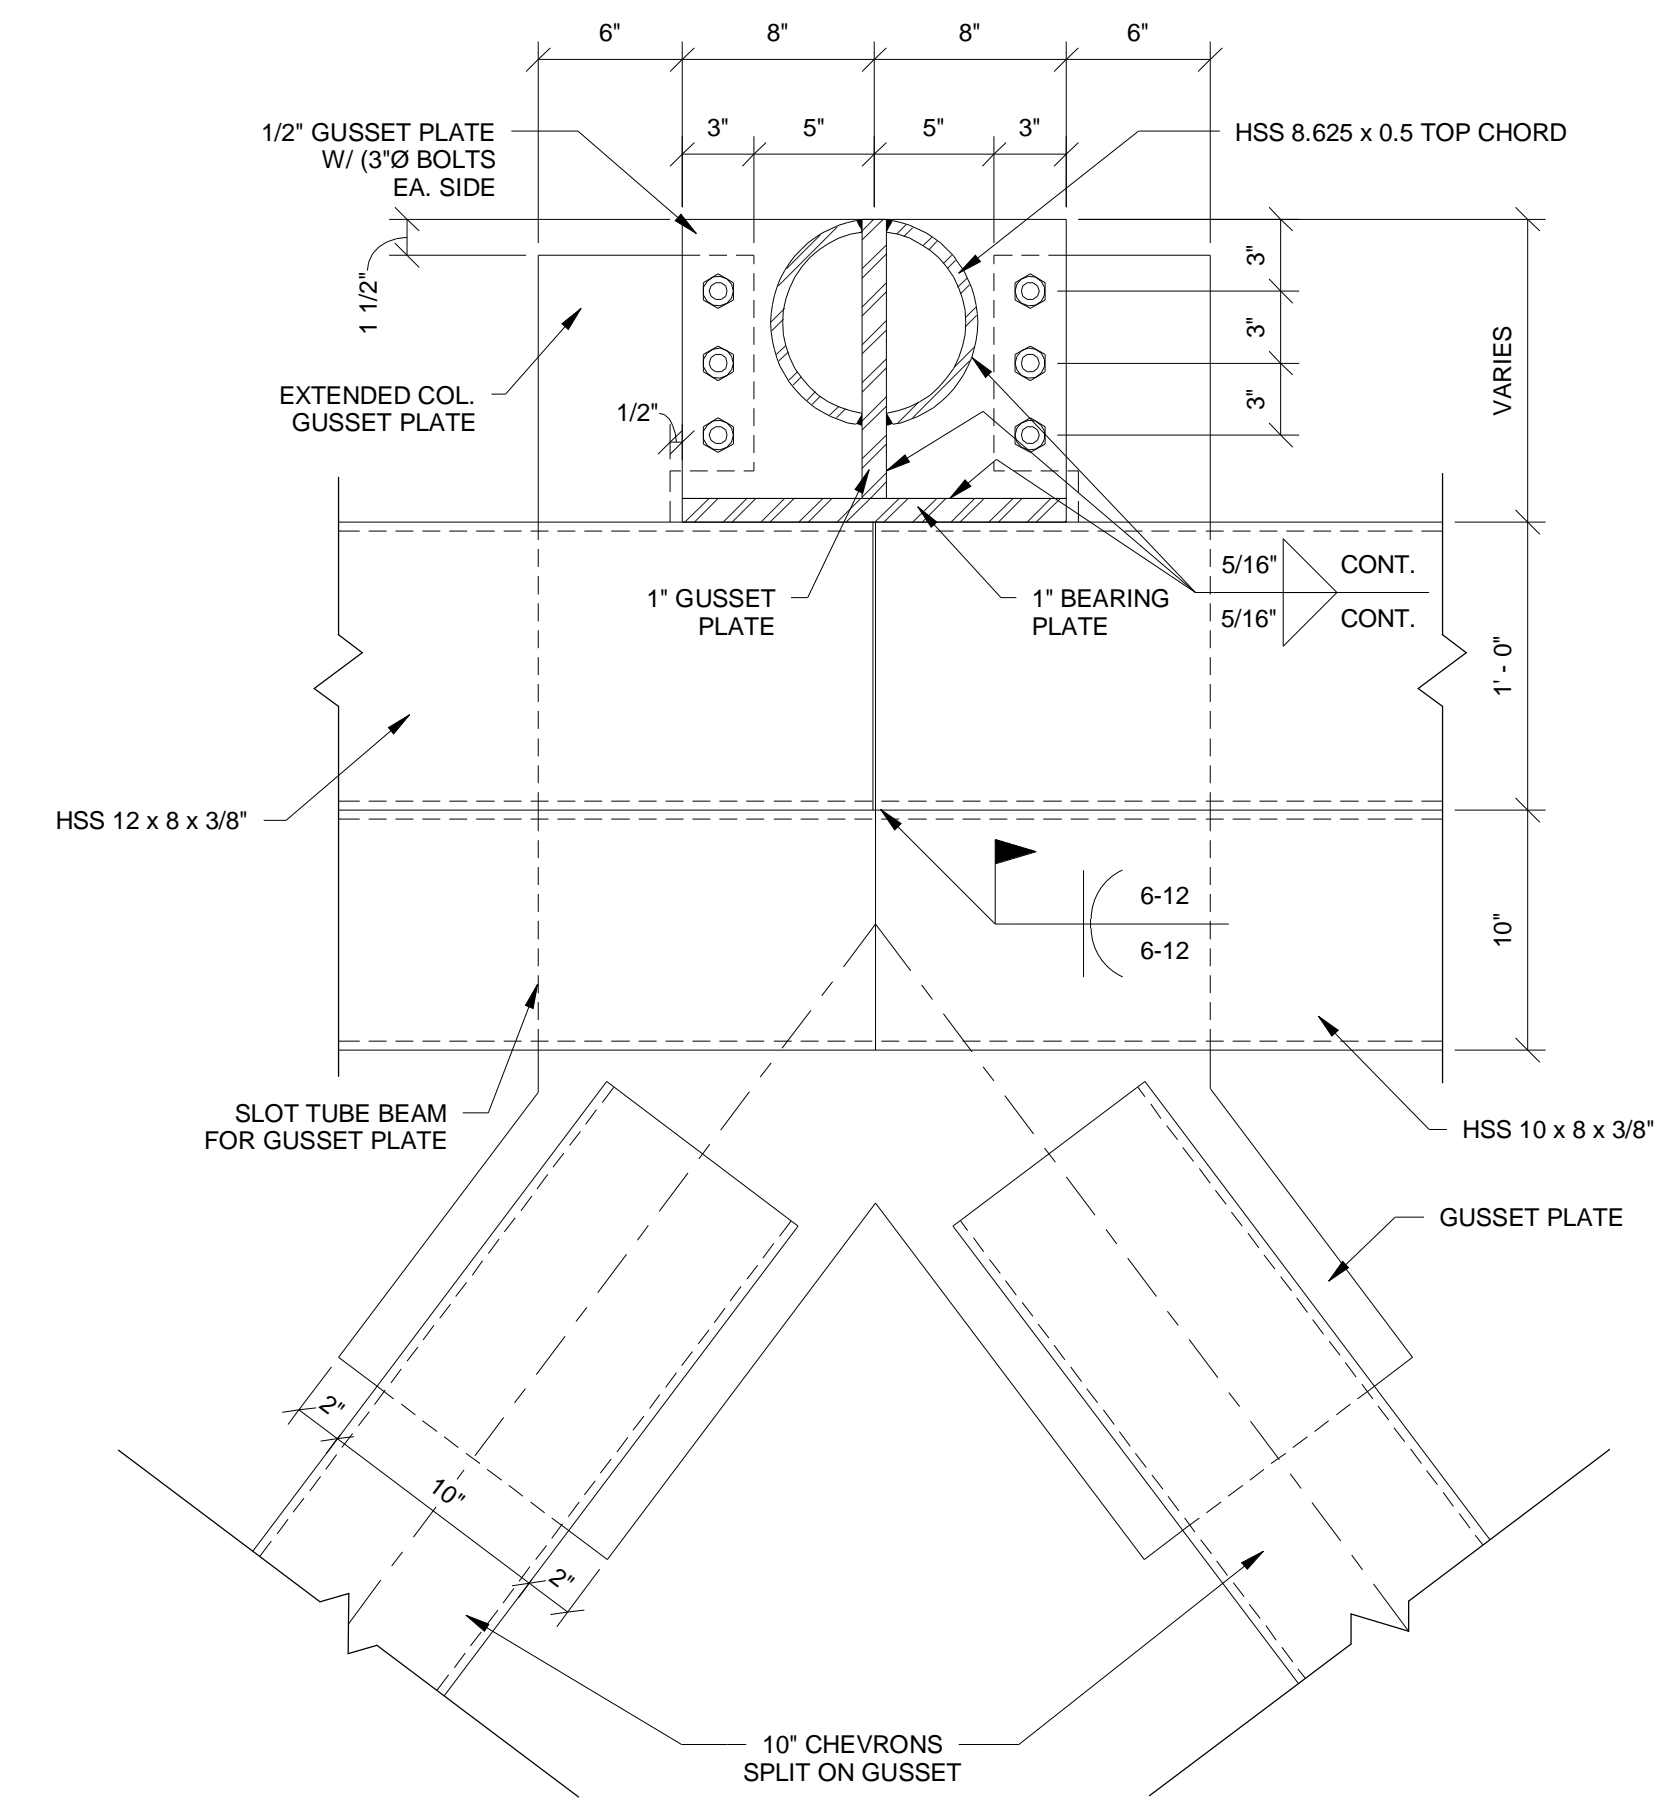 6" 8" 8" 6"
3" 5" 5" 3"
1/2" GUSSET PLATE
W/ (3"Ø BOLTS
EA. SIDE
HSS 8.625 x 0.5 TOP CHORD
1 1/2"
3"
3"
3"
VARIES
EXTENDED COL.
GUSSET PLATE
1/2"
1" GUSSET
PLATE
1" BEARING
PLATE
5/16" CONT.
5/16" CONT.
1' - 0"
HSS 12 x 8 x 3/8"
6-12
6-12
10"
SLOT TUBE BEAM
FOR GUSSET PLATE
HSS 10 x 8 x 3/8"
GUSSET PLATE
2"
10"
2"
10" CHEVRONS
SPLIT ON GUSSET